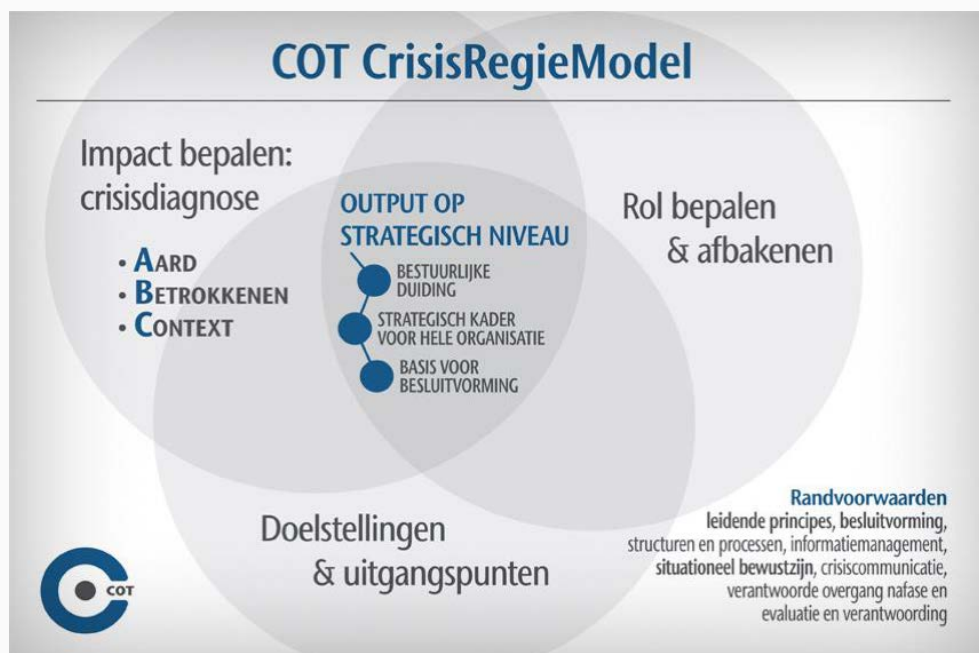 COT CrisisRegieModel
Impact bepalen:
crisisdiagnose
• AARD
• BETROKKENEN
• CONTEXT
OUTPUT OP
STRATEGISCH NIVEAU
BESTUURLIJKE
DUIDING
STRATEGISCH KADER
VOOR HELE ORGANISATIE
BASIS VOOR
BESLUITVORMING
Rol bepalen
& afbakenen
Doelstellingen
& uitgangspunten
Randvoorwaarden
leidende principes, besluitvorming,
structuren en processen, informatiemanagement,
situationeel bewustzijn, crisiscommunicatie,
verantwoorde overgang nafase en
evaluatie en verantwoording
COT